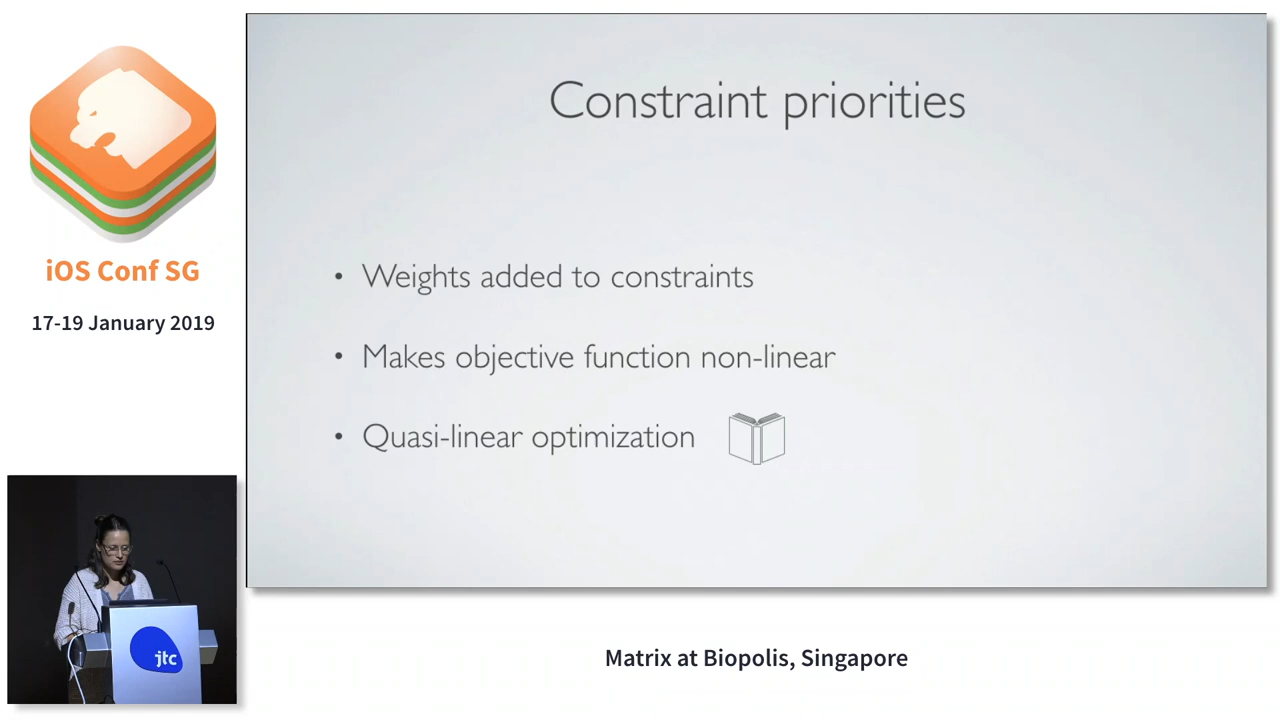 iOS Conf SG
17-19 January 2019
Constraint priorities
• Weights added to constraints
• Makes objective function non-linear
• Quasi-linear optimization
jtc
Matrix at Biopolis, Singapore